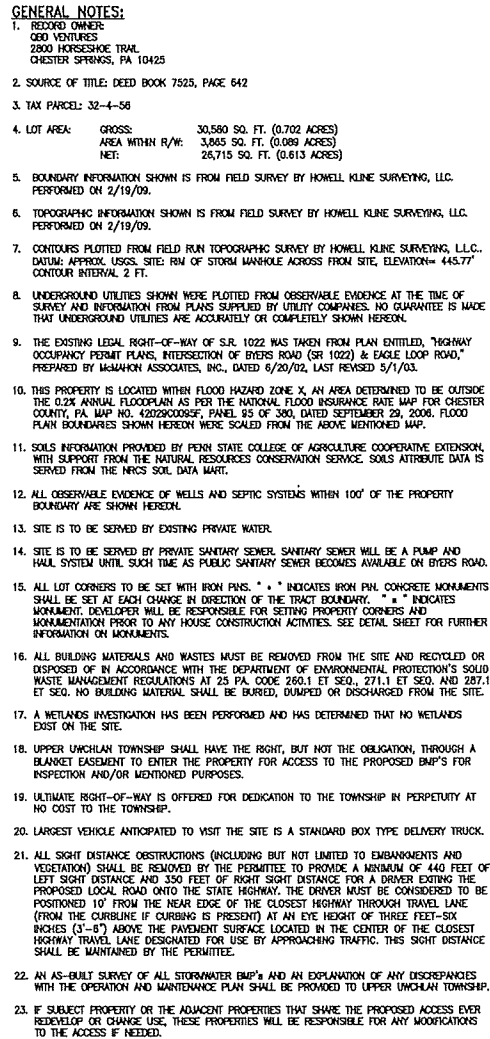 GENERAL NOTES:
1. RECORD OWNER:
QBD VENTURES
2800 HORSESHOE TRAIL
CHESTER SPRINGS, PA 10425
2. SOURCE OF TITLE: DEED BOOK 7525, PAGE 642
3. TAX PARCEL: 32-4-56
4. LOT AREA: GROSS: 30,580 SQ. FT. (0.702 ACRES)
AREA WITHIN R/W: 3,865 SQ. FT. (0.089 ACRES)
NET: 26,715 SQ. FT. (0.613 ACRES)
5. BOUNDARY INFORMATION SHOWN IS FROM FIELD SURVEY BY HOWELL KLINE SURVEYING, LLC.
PERFORMED ON 2/19/09.
6. TOPOGRAPHIC INFORMATION SHOWN IS FROM FIELD SURVEY BY HOWELL KLINE SURVEYING, LLC.
PERFORMED ON 2/19/09.
7. CONTOURS PLOTTED FROM FIELD RUN TOPOGRAPHIC SURVEY BY HOWELL KLINE SURVEYING, L.L.C..
DATUM: APPROX. USGS. SITE: RIM OF STORM MANHOLE ACROSS FROM SITE, ELEVATION= 445.77'
CONTOUR INTERVAL 2 FT.
8. UNDERGROUND UTILITIES SHOWN WERE PLOTTED FROM OBSERVABLE EVIDENCE AT THE TIME OF
SURVEY AND INFORMATION FROM PLANS SUPPLIED BY UTILITY COMPANIES. NO GUARANTEE IS MADE
THAT UNDERGROUND UTILITIES ARE ACCURATELY OR COMPLETELY SHOWN HEREON.
9. THE EXISTING LEGAL RIGHT-OF-WAY OF S.R. 1022 WAS TAKEN FROM PLAN ENTITLED, "HIGHWAY
OCCUPANCY PERMIT PLANS, INTERSECTION OF BYERS ROAD (SR 1022) & EAGLE LOOP ROAD,"
PREPARED BY McMAHON ASSOCIATES, INC., DATED 6/20/02, LAST REVISED 5/1/03.
10. THIS PROPERTY IS LOCATED WITHIN FLOOD HAZARD ZONE X, AN AREA DETERMINED TO BE OUTSIDE
THE 0.2% ANNUAL FLOODPLAIN AS PER THE NATIONAL FLOOD INSURANCE RATE MAP FOR CHESTER
COUNTY, PA. MAP NO. 42029C0095F, PANEL 95 OF 380, DATED SEPTEMBER 29, 2006. FLOOD
PLAIN BOUNDARIES SHOWN HEREON WERE SCALED FROM THE ABOVE MENTIONED MAP.
11. SOILS INFORMATION PROVIDED BY PENN STATE COLLEGE OF AGRICULTURE COOPERATIVE EXTENSION,
WITH SUPPORT FROM THE NATURAL RESOURCES CONSERVATION SERVICE. SOILS ATTRIBUTE DATA IS
SERVED FROM THE NRCS SOIL DATA MART.
12. ALL OBSERVABLE EVIDENCE OF WELLS AND SEPTIC SYSTEMS WITHIN 100' OF THE PROPERTY
BOUNDARY ARE SHOWN HEREON.
13. SITE IS TO BE SERVED BY EXISTING PRIVATE WATER.
14. SITE IS TO BE SERVED BY PRIVATE SANITARY SEWER. SANITARY SEWER WILL BE A PUMP AND
HAUL SYSTEM UNTIL SUCH TIME AS PUBLIC SANITARY SEWER BECOMES AVAILABLE ON BYERS ROAD.
15. ALL LOT CORNERS TO BE SET WITH IRON PINS. " • " INDICATES IRON PIN. CONCRETE MONUMENTS
SHALL BE SET AT EACH CHANGE IN DIRECTION OF THE TRACT BOUNDARY. " ▪ " INDICATES
MONUMENT. DEVELOPER WILL BE RESPONSIBLE FOR SETTING PROPERTY CORNERS AND
MONUMENTATION PRIOR TO ANY HOUSE CONSTRUCTION ACTIVITIES. SEE DETAIL SHEET FOR FURTHER
INFORMATION ON MONUMENTS.
16. ALL BUILDING MATERIALS AND WASTES MUST BE REMOVED FROM THE SITE AND RECYCLED OR
DISPOSED OF IN ACCORDANCE WITH THE DEPARTMENT OF ENVIRONMENTAL PROTECTION'S SOLID
WASTE MANAGEMENT REGULATIONS AT 25 PA. CODE 260.1 ET SEQ., 271.1 ET SEQ. AND 287.1
ET SEQ. NO BUILDING MATERIAL SHALL BE BURIED, DUMPED OR DISCHARGED FROM THE SITE.
17. A WETLANDS INVESTIGATION HAS BEEN PERFORMED AND HAS DETERMINED THAT NO WETLANDS
EXIST ON THE SITE.
18. UPPER UWCHLAN TOWNSHIP SHALL HAVE THE RIGHT, BUT NOT THE OBLIGATION, THROUGH A
BLANKET EASEMENT TO ENTER THE PROPERTY FOR ACCESS TO THE PROPOSED BMP'S FOR
INSPECTION AND/OR MENTIONED PURPOSES.
19. ULTIMATE RIGHT-OF-WAY IS OFFERED FOR DEDICATION TO THE TOWNSHIP IN PERPETUITY AT
NO COST TO THE TOWNSHIP.
20. LARGEST VEHICLE ANTICIPATED TO VISIT THE SITE IS A STANDARD BOX TYPE DELIVERY TRUCK.
21. ALL SIGHT DISTANCE OBSTRUCTIONS (INCLUDING BUT NOT LIMITED TO EMBANKMENTS AND
VEGETATION) SHALL BE REMOVED BY THE PERMITTEE TO PROVIDE A MINIMUM OF 440 FEET OF
LEFT SIGHT DISTANCE AND 350 FEET OF RIGHT SIGHT DISTANCE FOR A DRIVER EXITING THE
PROPOSED LOCAL ROAD ONTO THE STATE HIGHWAY. THE DRIVER MUST BE CONSIDERED TO BE
POSITIONED 10' FROM THE NEAR EDGE OF THE CLOSEST HIGHWAY THROUGH TRAVEL LANE
(FROM THE CURBLINE IF CURBING IS PRESENT) AT AN EYE HEIGHT OF THREE FEET-SIX
INCHES (3'-6") ABOVE THE PAVEMENT SURFACE LOCATED IN THE CENTER OF THE CLOSEST
HIGHWAY TRAVEL LANE DESIGNATED FOR USE BY APPROACHING TRAFFIC. THIS SIGHT DISTANCE
SHALL BE MAINTAINED BY THE PERMITTEE.
22. AN AS-BUILT SURVEY OF ALL STORMWATER BMP's AND AN EXPLANATION OF ANY DISCREPANCIES
WITH THE OPERATION AND MAINTENANCE PLAN SHALL BE PROVIDED TO UPPER UWCHLAN TOWNSHIP.
23. IF SUBJECT PROPERTY OR THE ADJACENT PROPERTIES THAT SHARE THE PROPOSED ACCESS EVER
REDEVELOP OR CHANGE USE, THESE PROPERTIES WILL BE RESPONSIBLE FOR ANY MODIFICATIONS
TO THE ACCESS IF NEEDED.